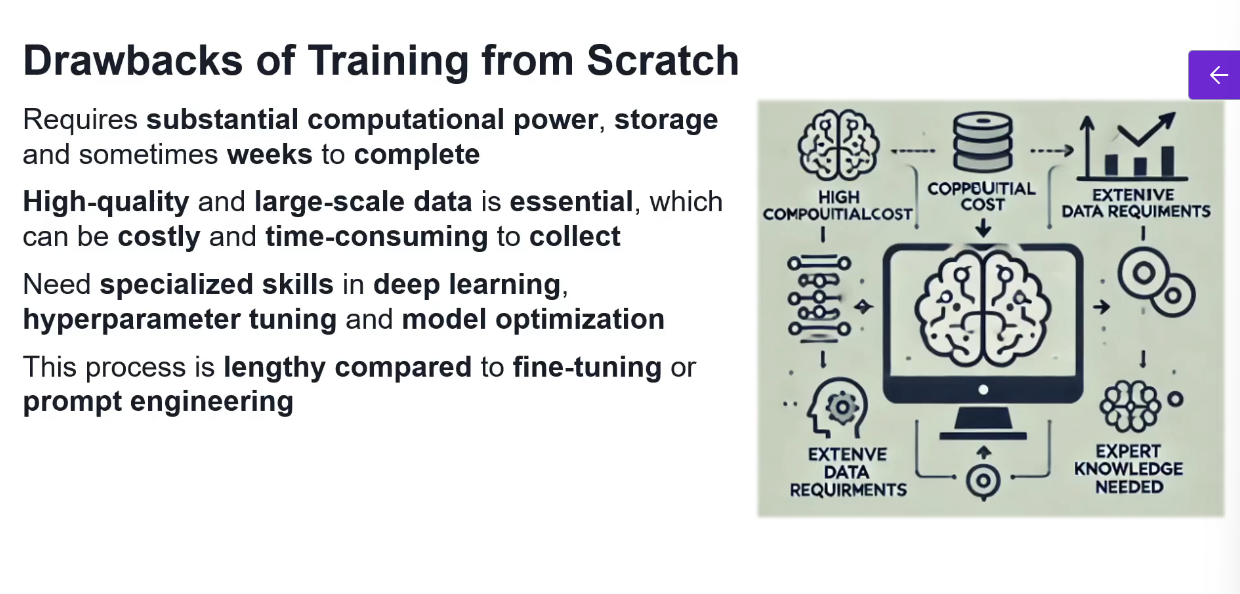 Drawbacks of Training from Scratch
Requires substantial computational power, storage
and sometimes weeks to complete
High-quality and large-scale data is essential, which
can be costly and time-consuming to collect
Need specialized skills in deep learning,
hyperparameter tuning and model optimization
This process is lengthy compared to fine-tuning or
prompt engineering
HIGH
COMPOUITIALCOST
COPPBUITIAL
COST
EXTENIVE
DATA REQUIMENTS
EXTENVE
DATA
REQUIRMENTS
EXPERT
KNOWLEDGE
NEEDED